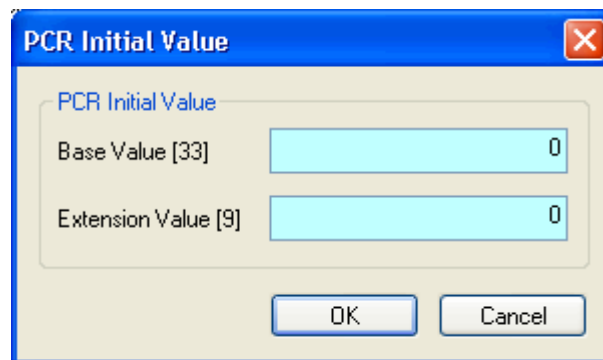 PCR Initial Value
PCR Initial Value
Base Value [33] 0
Extension Value [9] 0
OK Cancel